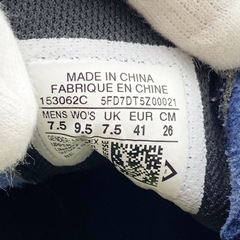 MADE IN CHINA
FABRIQUE EN CHINE
153062C 5FD7DT5Z00021
MENS WO'S UK EUR CM
7.5 9.5 7.5 41 26